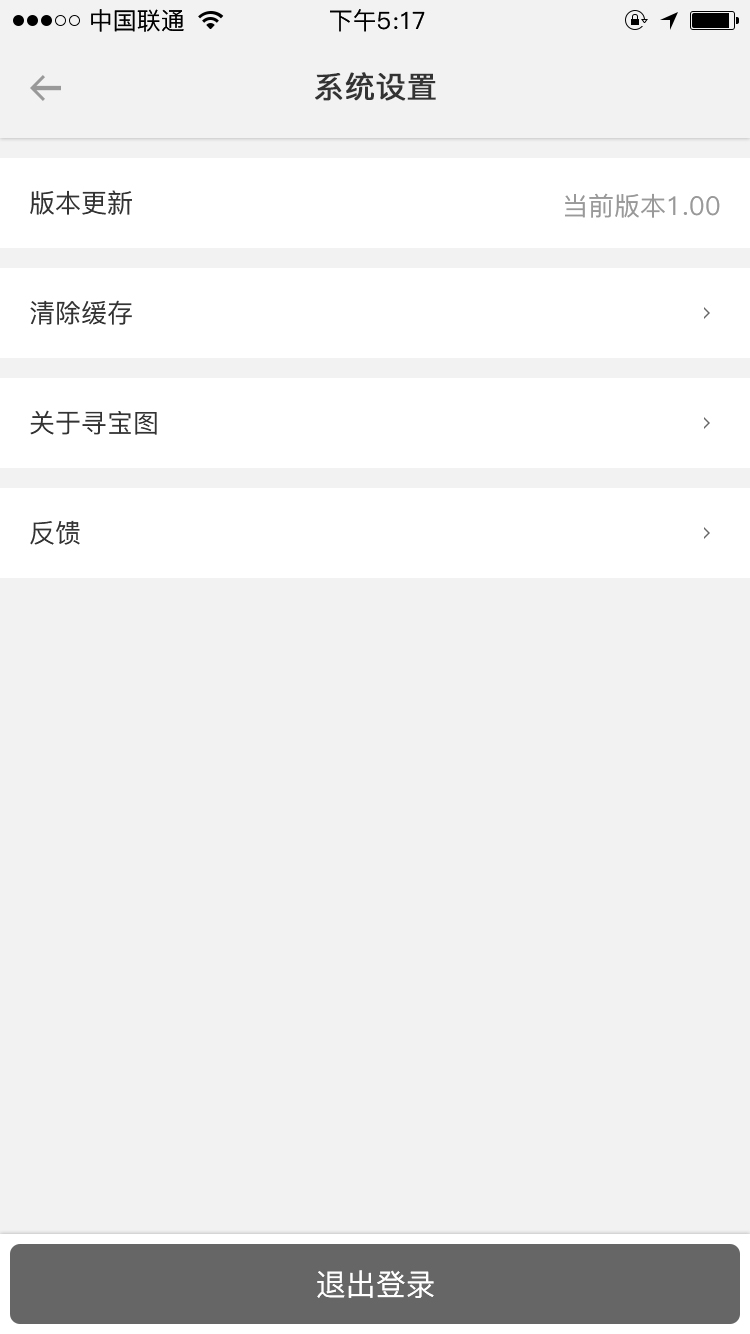 中国联通 下午5:17
系统设置
版本更新 当前版本1.00
清除缓存
关于寻宝图
反馈
退出登录